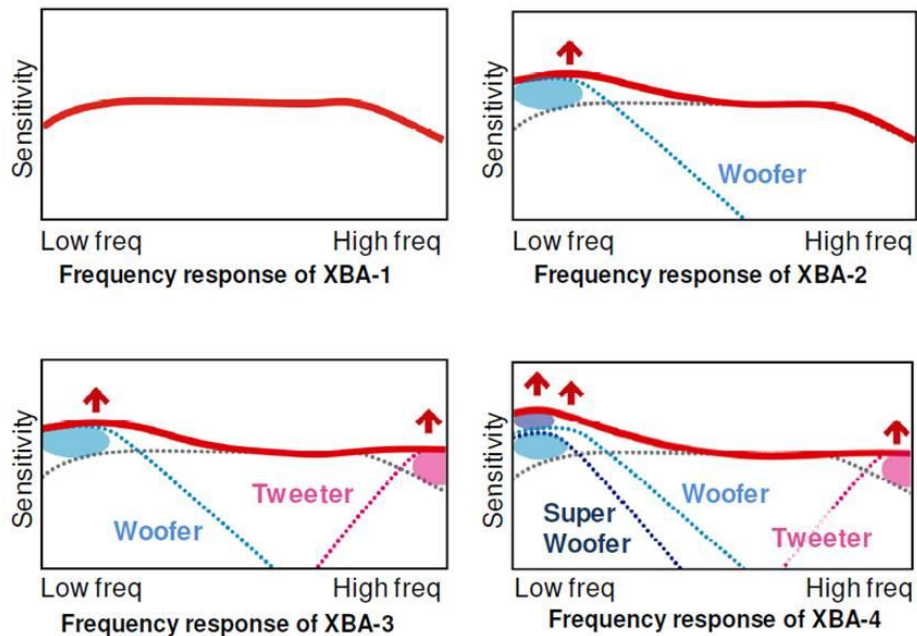 Sensitivity
Low freq High freq
Frequency response of XBA-1
Sensitivity
Woofer
Low freq High freq
Frequency response of XBA-2
Sensitivity
Tweeter
Woofer
Low freq High freq
Frequency response of XBA-3
Sensitivity
Woofer
Super
Woofer
Tweeter
Low freq High freq
Frequency response of XBA-4